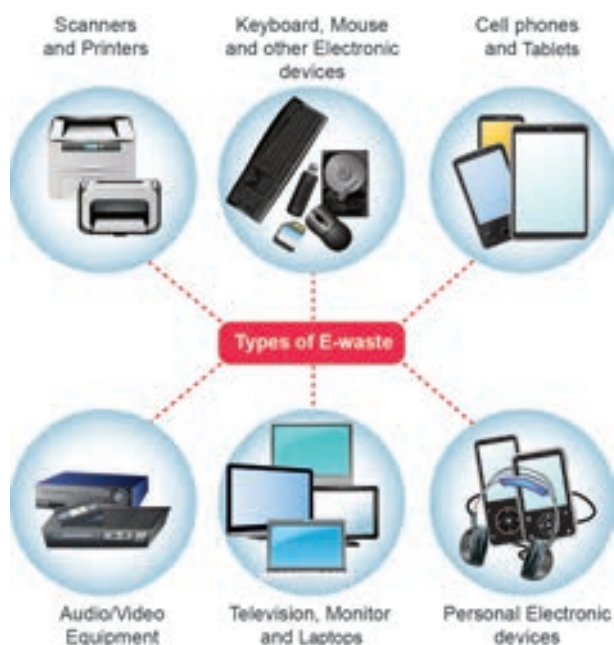 Scanners
and Printers
Keyboard, Mouse
and other Electronic
devices
Cell phones
and Tablets
Types of E-waste
Audio/Video
Equipment
Television, Monitor
and Laptops
Personal Electronic
devices